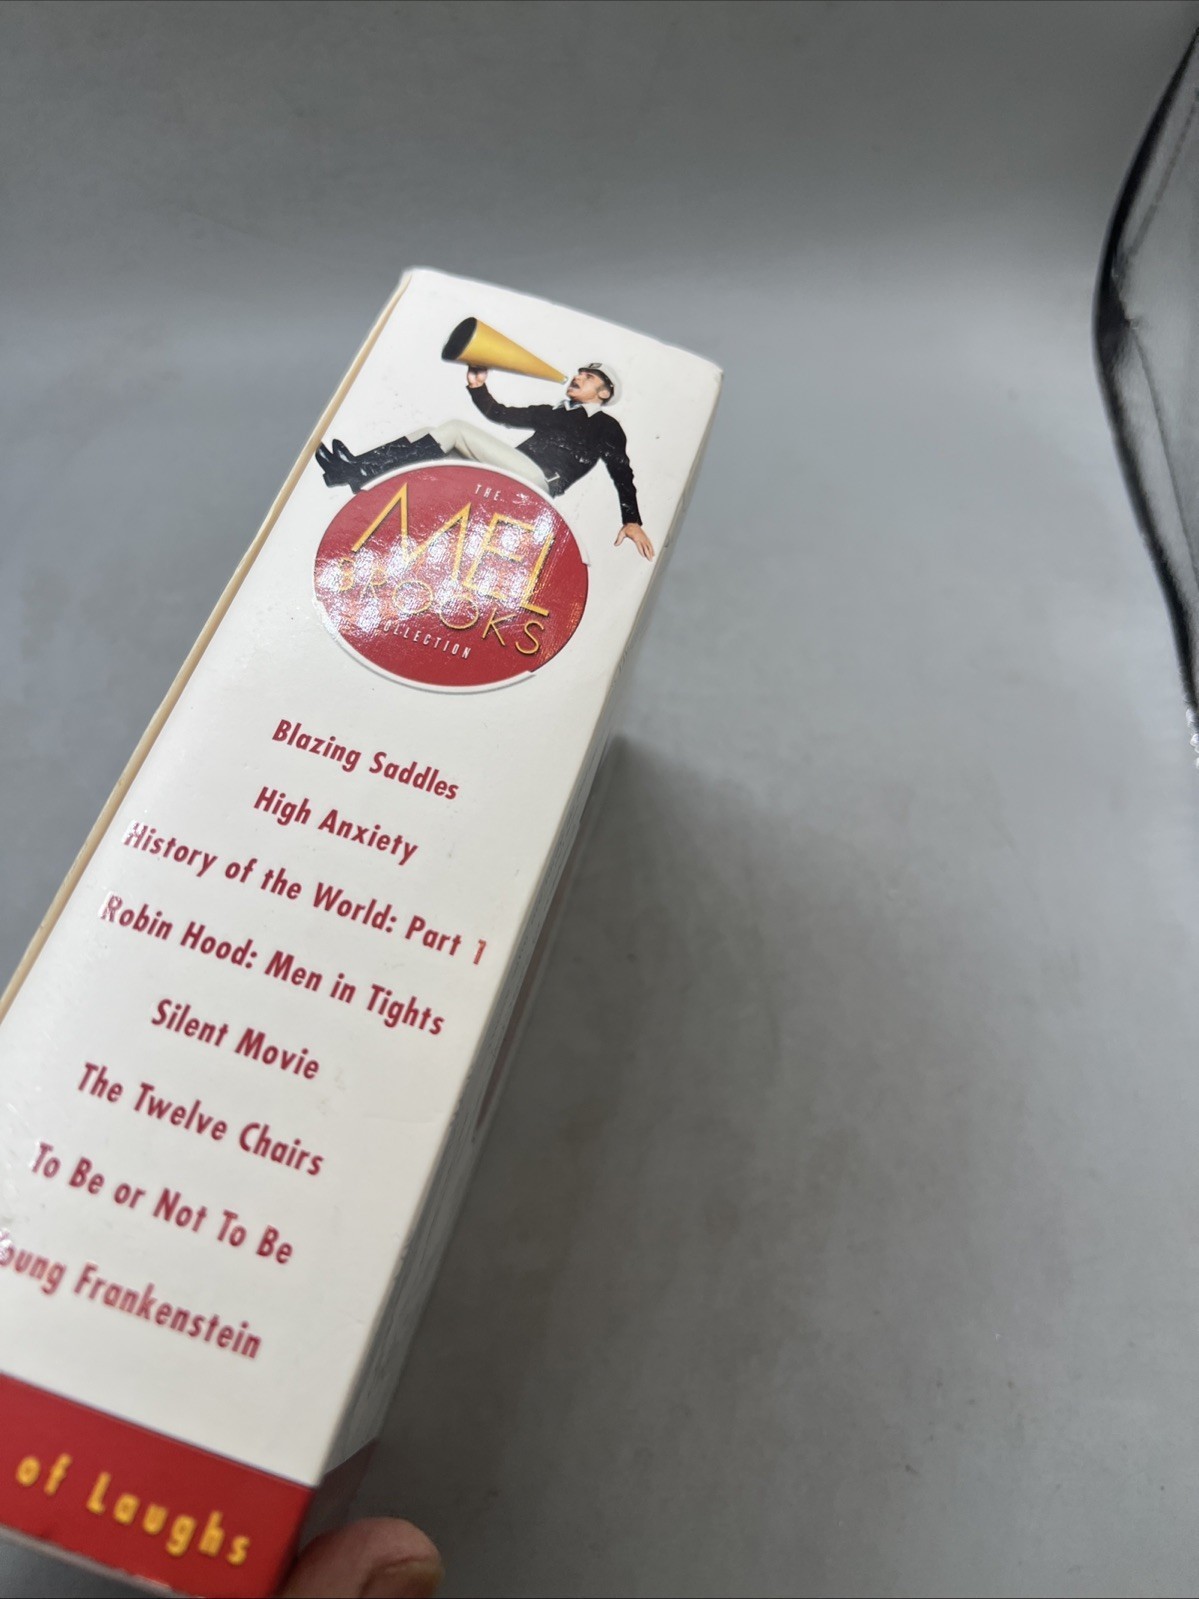 THE
MEL
BROOKS
COLLECTION
Blazing Saddles
High Anxiety
History of the World: Part 1
Robin Hood: Men in Tights
Silent Movie
The Twelve Chairs
To Be or Not To Be
Young Frankenstein
of Laughs